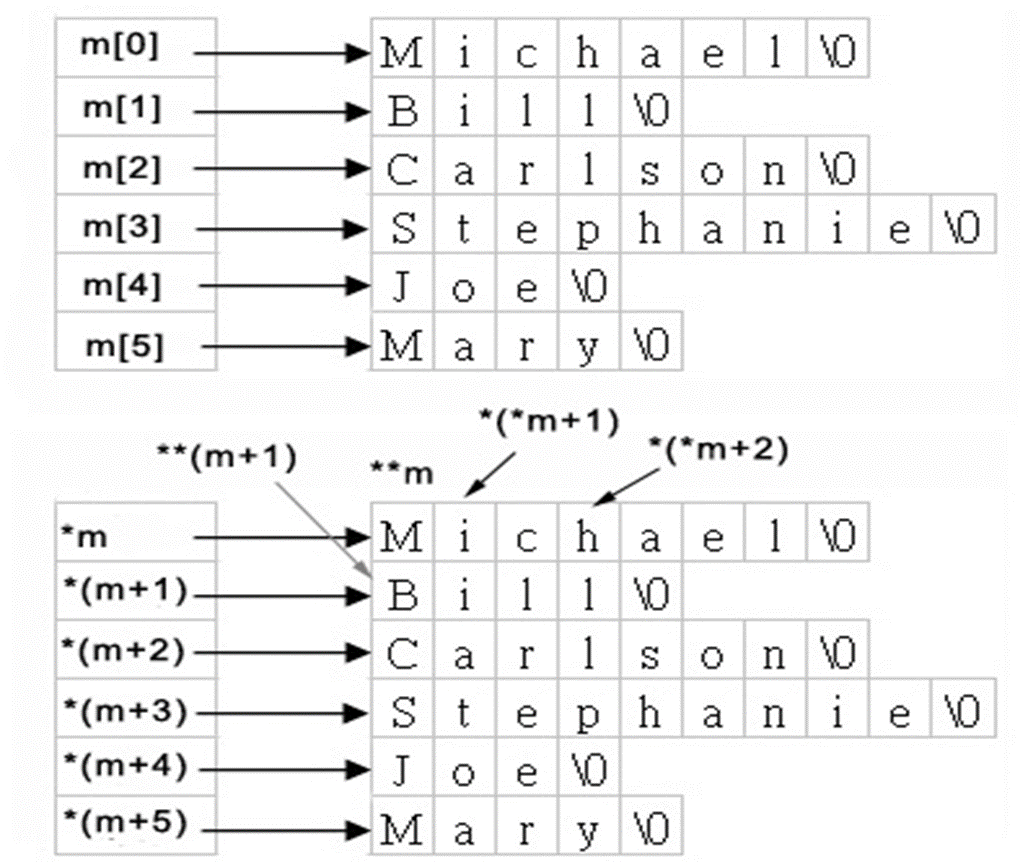 m[0] M i c h a e l \0
m[1] B i l l \0
m[2] C a r l s o n \0
m[3] S t e p h a n i e \0
m[4] J o e \0
m[5] M a r y \0
*(*m+1)
**(m+1) **m *(*m+2)
*m M i c h a e l \0
*(m+1) B i l l \0
*(m+2) C a r l s o n \0
*(m+3) S t e p h a n i e \0
*(m+4) J o e \0
*(m+5) M a r y \0